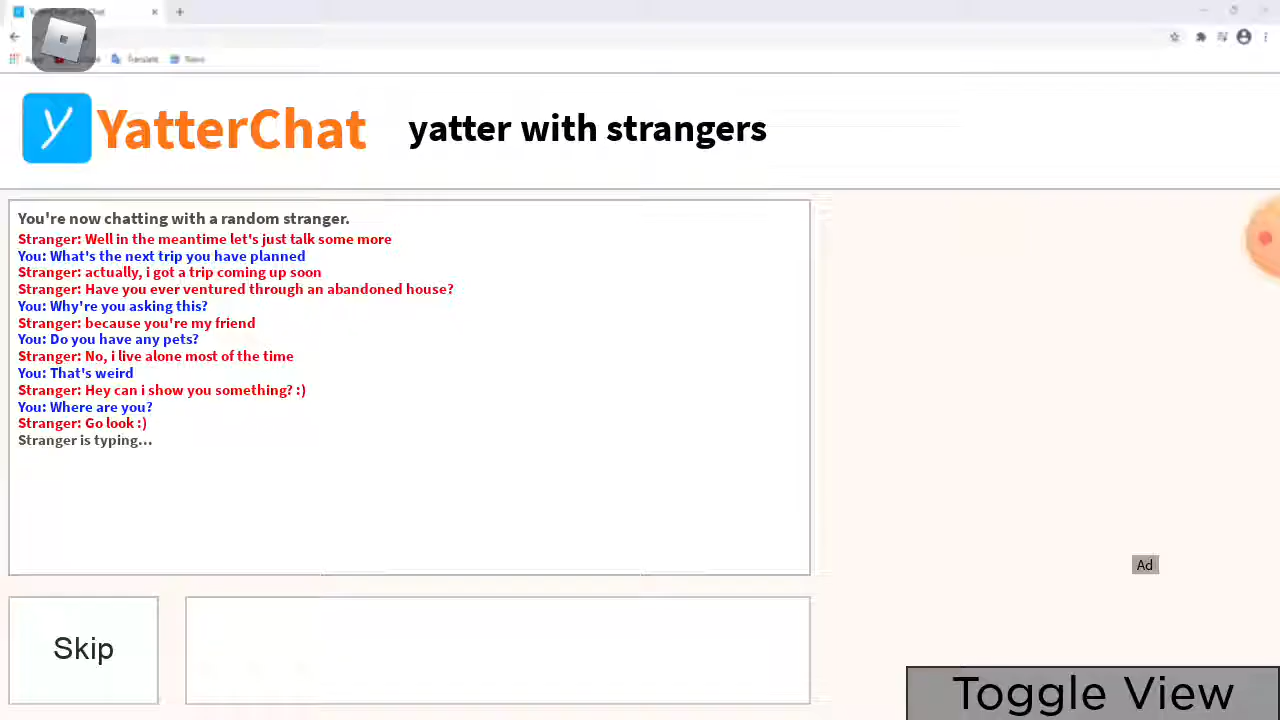 YatterChat yatter with strangers
You're now chatting with a random stranger.
Stranger: Well in the meantime let's just talk some more
You: What's the next trip you have planned
Stranger: actually, i got a trip coming up soon
Stranger: Have you ever ventured through an abandoned house?
You: Why're you asking this?
Stranger: because you're my friend
You: Do you have any pets?
Stranger: No, i live alone most of the time
You: That's weird
Stranger: Hey can i show you something? :)
You: Where are you?
Stranger: Go look :)
Stranger is typing...
Ad
Skip
Toggle View